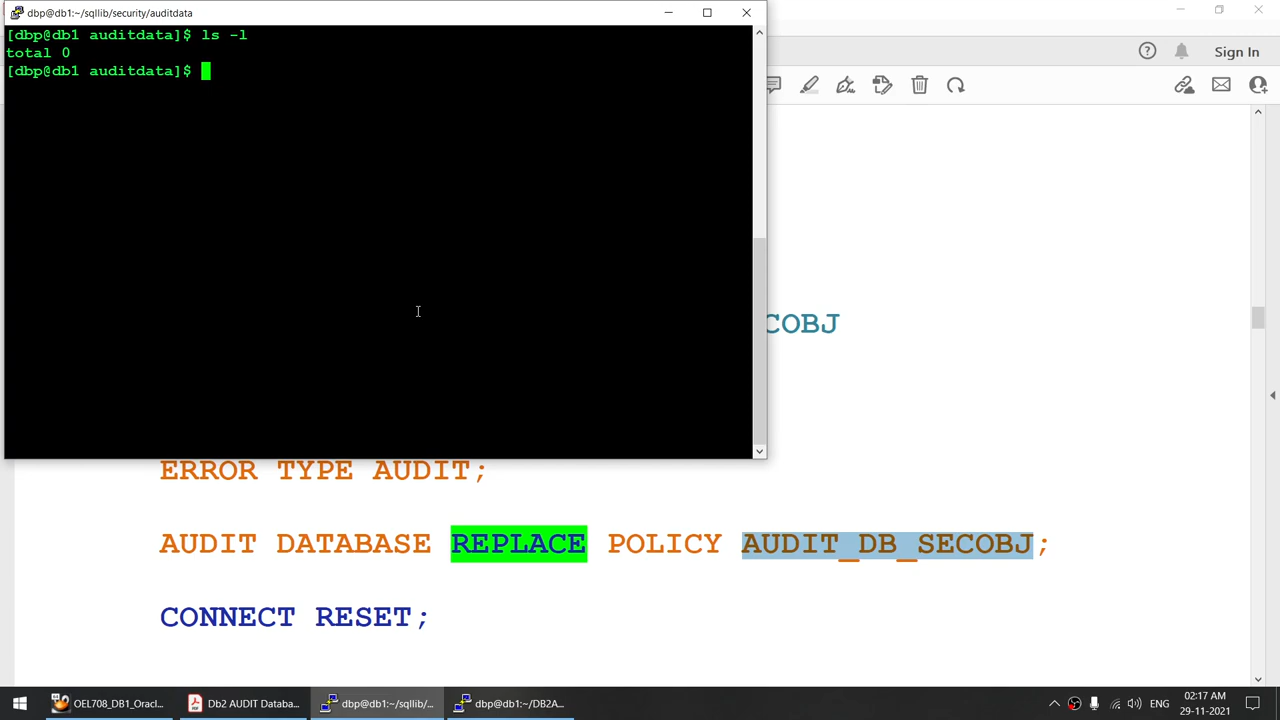 dbp@db1:~/sqllib/security/auditdata
[dbp@db1 auditdata]$ ls -l
total 0
[dbp@db1 auditdata]$
Sign In
COBJ
ERROR TYPE AUDIT;
AUDIT DATABASE REPLACE POLICY AUDIT_DB_SECOBJ;
CONNECT RESET;
OEL708_DB1_Oracl...
Db2 AUDIT Databa...
dbp@db1:~/sqllib/...
dbp@db1:~/DB2A...
ENG
02:17 AM
29-11-2021